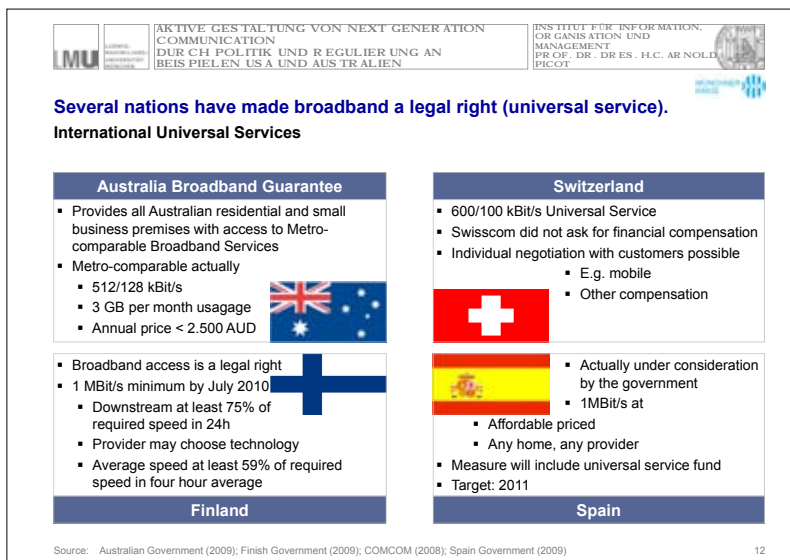 LMU
LUDWIG-
MAXIMILIANS-
UNIVERSITÄT
MÜNCHEN
AKTIVE GES TALTUNG VON NEXT GENER ATION
COMMUNICATION
DUR CH POLITIK UND R EGULIER UNG AN
BEIS PIELEN US A UND AUS TR ALIEN
INS TITUT FÜR INFOR MATION,
OR GANIS ATION UND
MANAGEMENT
PR OF. DR . DR ES . H.C. AR NOLD
PICOT
MÜNCHNER
KREIS
Several nations have made broadband a legal right (universal service).
International Universal Services
Australia Broadband Guarantee
▪ Provides all Australian residential and small
business premises with access to Metro-
comparable Broadband Services
▪ Metro-comparable actually
▪ 512/128 kBit/s
▪ 3 GB per month usagage
▪ Annual price < 2.500 AUD
Switzerland
▪ 600/100 kBit/s Universal Service
▪ Swisscom did not ask for financial compensation
▪ Individual negotiation with customers possible
▪ E.g. mobile
▪ Other compensation
▪ Broadband access is a legal right
▪ 1 MBit/s minimum by July 2010
▪ Downstream at least 75% of
required speed in 24h
▪ Provider may choose technology
▪ Average speed at least 59% of required
speed in four hour average
Finland
▪ Actually under consideration
by the government
▪ 1MBit/s at
▪ Affordable priced
▪ Any home, any provider
▪ Measure will include universal service fund
▪ Target: 2011
Spain
Source: Australian Government (2009); Finish Government (2009); COMCOM (2008); Spain Government (2009)
12